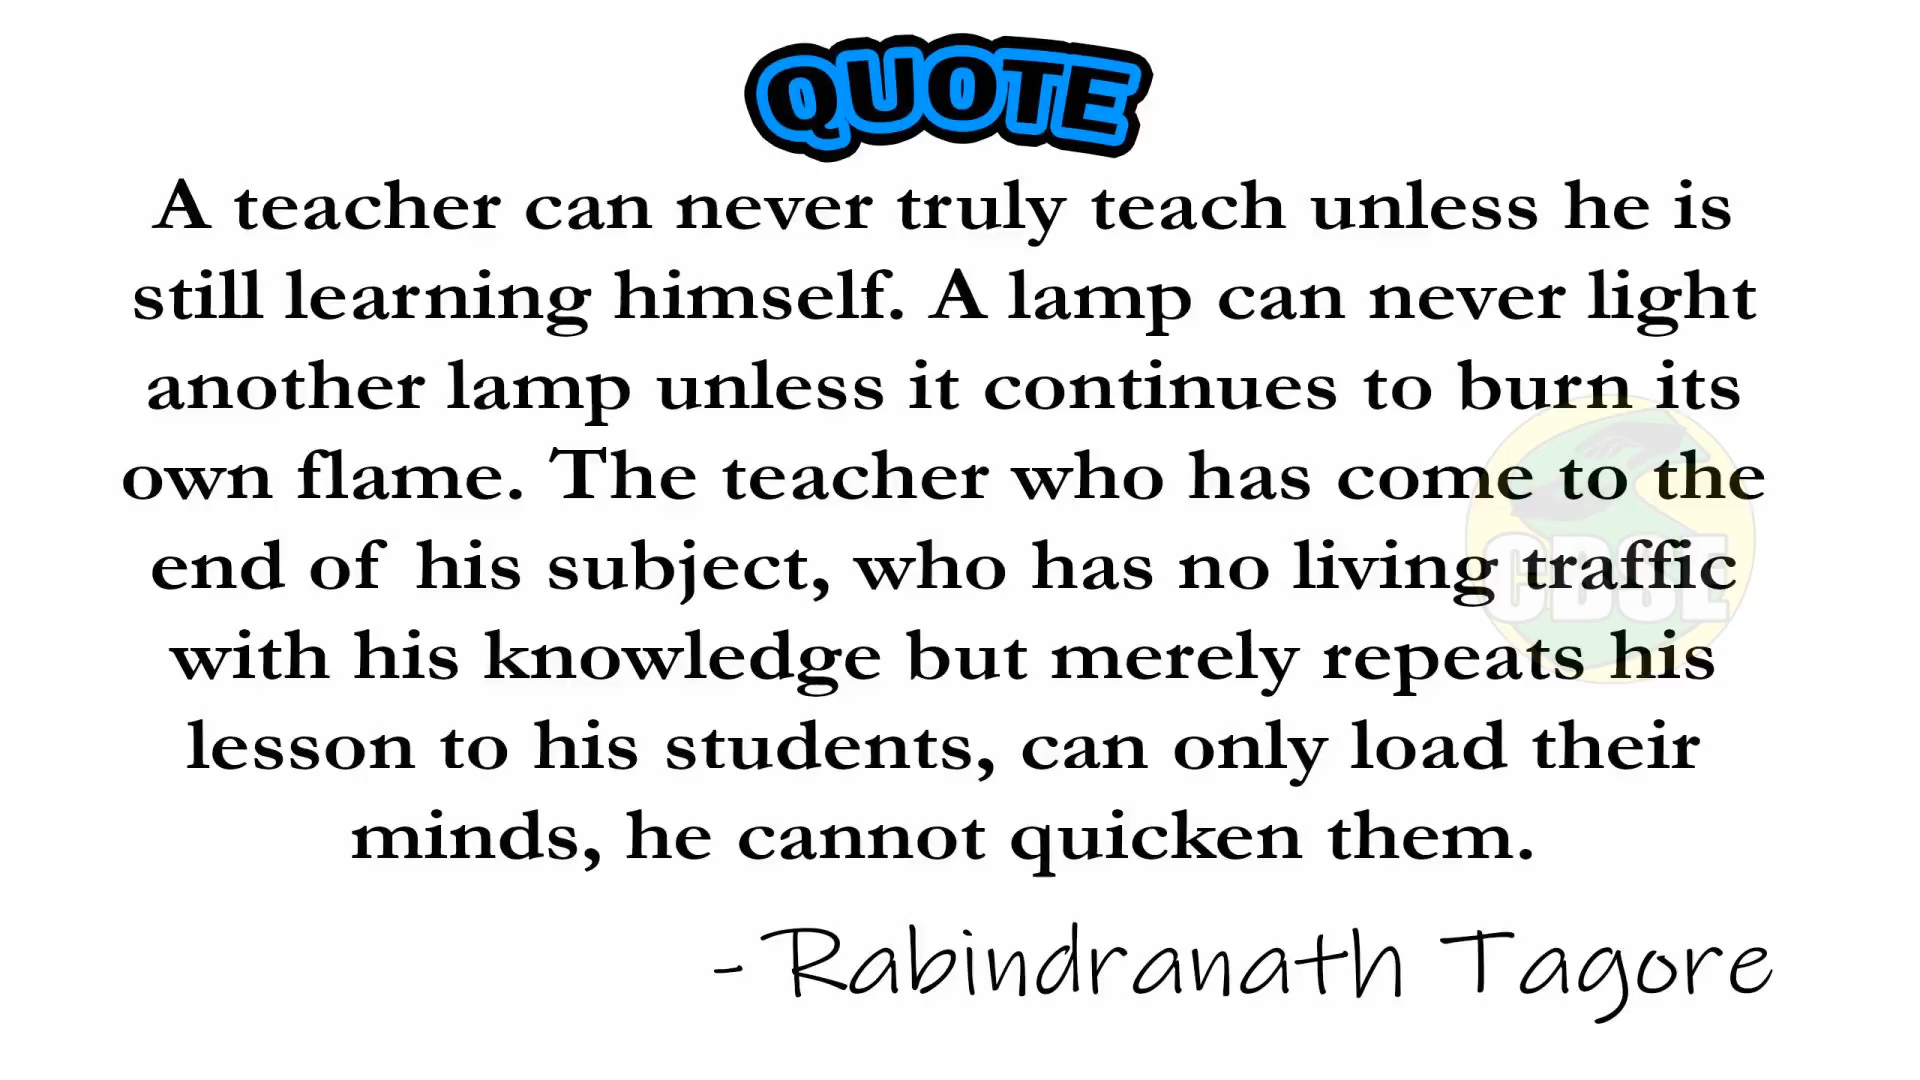 QUOTE
A teacher can never truly teach unless he is
still learning himself. A lamp can never light
another lamp unless it continues to burn its
own flame. The teacher who has come to the
end of his subject, who has no living traffic
with his knowledge but merely repeats his
lesson to his students, can only load their
minds, he cannot quicken them.
- Rabindranath Tagore
CDSE